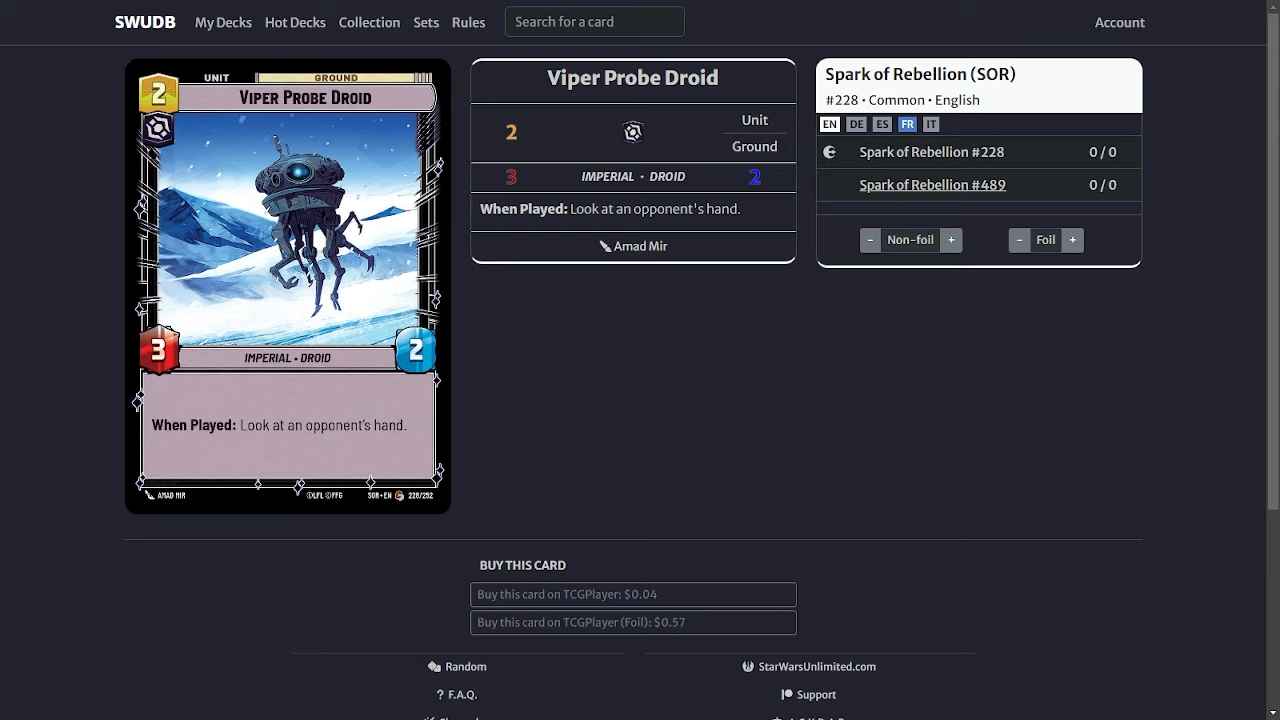 SWUDB My Decks Hot Decks Collection Sets Rules Search for a card Account
UNIT GROUND
2
VIPER PROBE DROID
3
IMPERIAL • DROID
2
When Played: Look at an opponent's hand.
AMAD MIR ©LFL ©FFG SOR • EN 228/252
Viper Probe Droid
2
Unit
Ground
3 IMPERIAL • DROID 2
When Played: Look at an opponent's hand.
Amad Mir
Spark of Rebellion (SOR)
#228 • Common • English
EN DE ES FR IT
Spark of Rebellion #228 0 / 0
Spark of Rebellion #489 0 / 0
- Non-foil + - Foil +
BUY THIS CARD
Buy this card on TCGPlayer: $0.04
Buy this card on TCGPlayer (Foil): $0.57
Random
? F.A.Q.
StarWarsUnlimited.com
Support